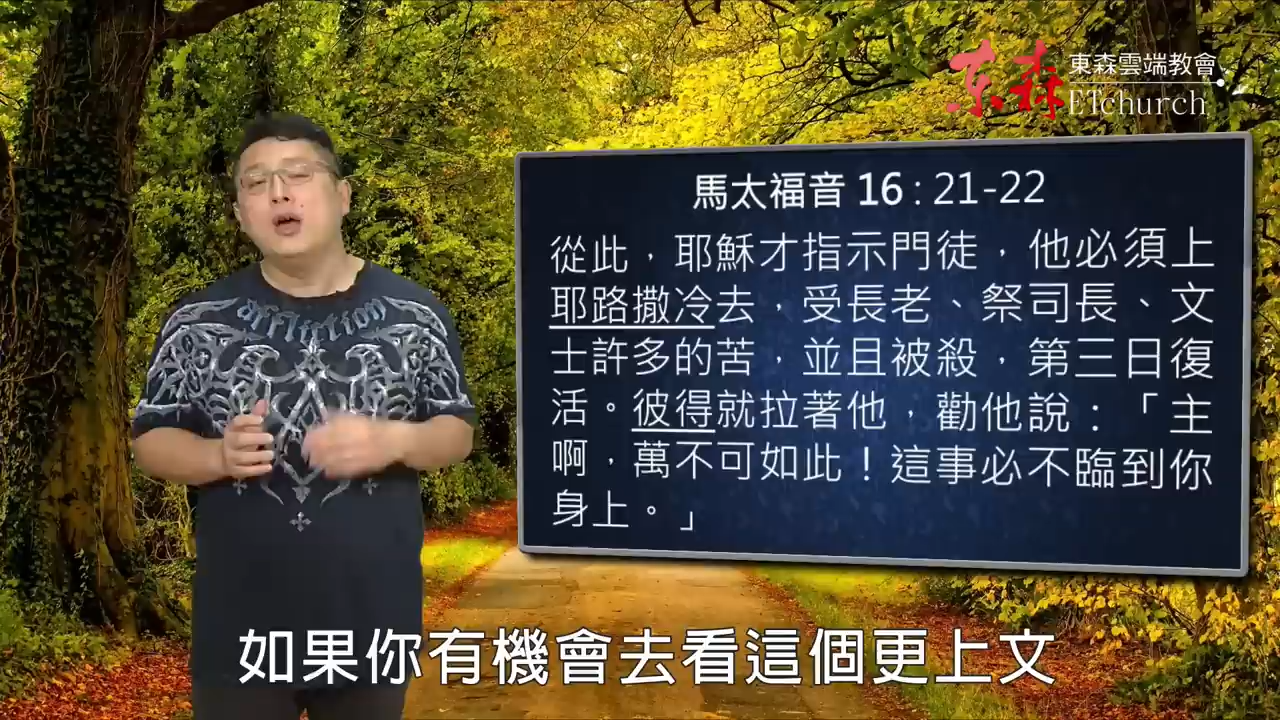 东森
東森雲端教會
ETchurch
馬太福音 16 : 21-22
從此，耶穌才指示門徒，他必須上
耶路撒冷去，受長老、祭司長、文
士許多的苦，並且被殺，第三日復
活。彼得就拉著他，勸他說：「主
啊，萬不可如此！這事必不臨到你
身上。」
affliction
如果你有機會去看這個更上文